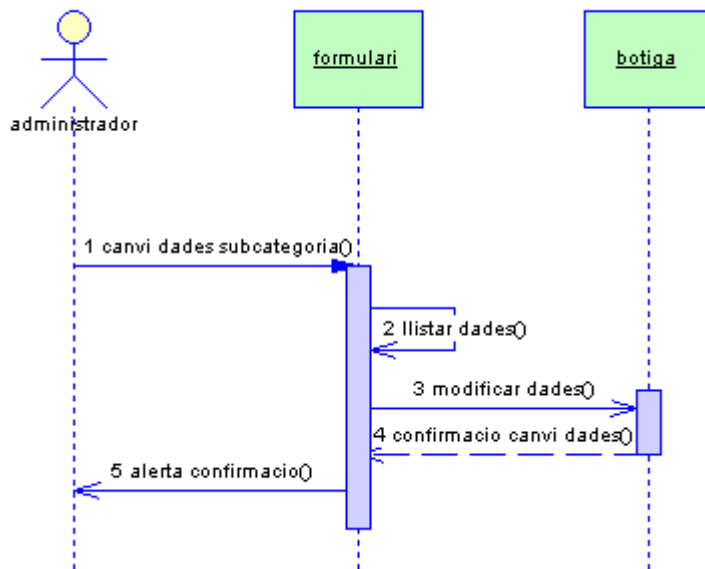 formulari
botiga
administrador
1 canvi dades subcategoria()
2 llistar dades()
3 modificar dades()
4 confirmacio canvi dades()
5 alerta confirmacio()